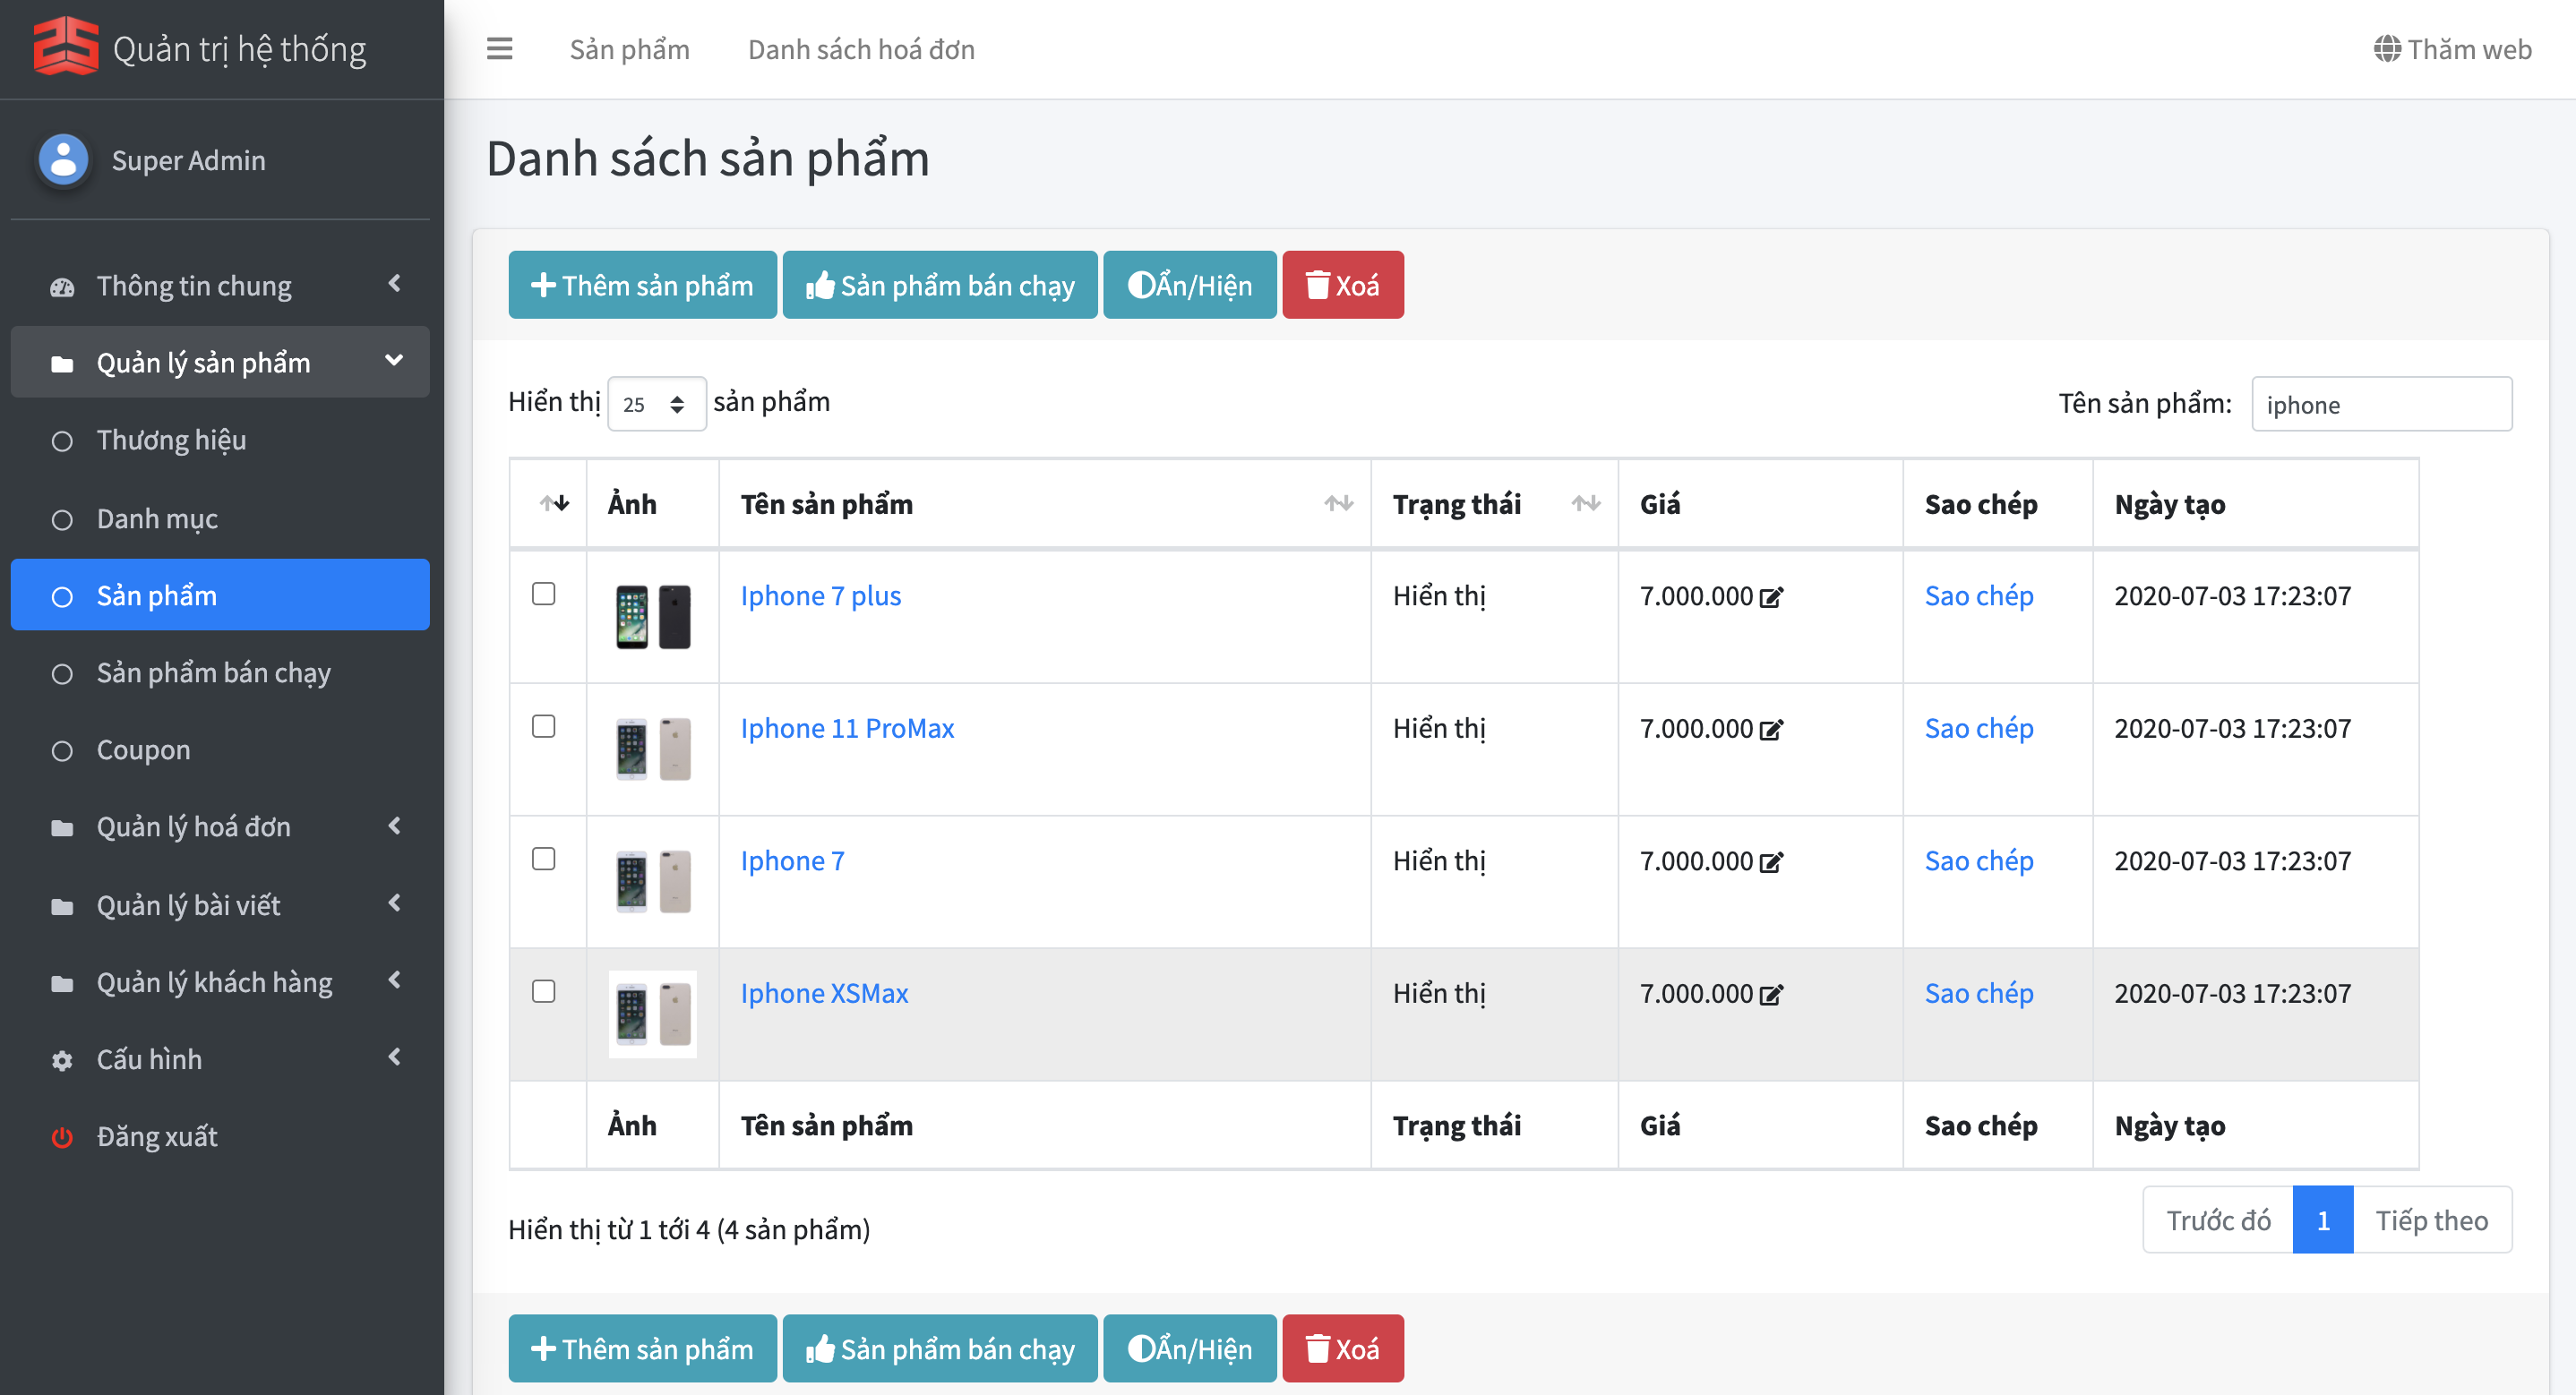 Quản trị hệ thống
Super Admin
Thông tin chung
Quản lý sản phẩm
Thương hiệu
Danh mục
Sản phẩm
Sản phẩm bán chạy
Coupon
Quản lý hoá đơn
Quản lý bài viết
Quản lý khách hàng
Cấu hình
Đăng xuất
Sản phẩm Danh sách hoá đơn Thăm web
Danh sách sản phẩm
Thêm sản phẩm Sản phẩm bán chạy Ẩn/Hiện Xoá
Hiển thị 25 sản phẩm Tên sản phẩm: iphone
Ảnh Tên sản phẩm Trạng thái Giá Sao chép Ngày tạo
Iphone 7 plus Hiển thị 7.000.000 Sao chép 2020-07-03 17:23:07
Iphone 11 ProMax Hiển thị 7.000.000 Sao chép 2020-07-03 17:23:07
Iphone 7 Hiển thị 7.000.000 Sao chép 2020-07-03 17:23:07
Iphone XSMax Hiển thị 7.000.000 Sao chép 2020-07-03 17:23:07
Ảnh Tên sản phẩm Trạng thái Giá Sao chép Ngày tạo
Hiển thị từ 1 tới 4 (4 sản phẩm) Trước đó 1 Tiếp theo
Thêm sản phẩm Sản phẩm bán chạy Ẩn/Hiện Xoá